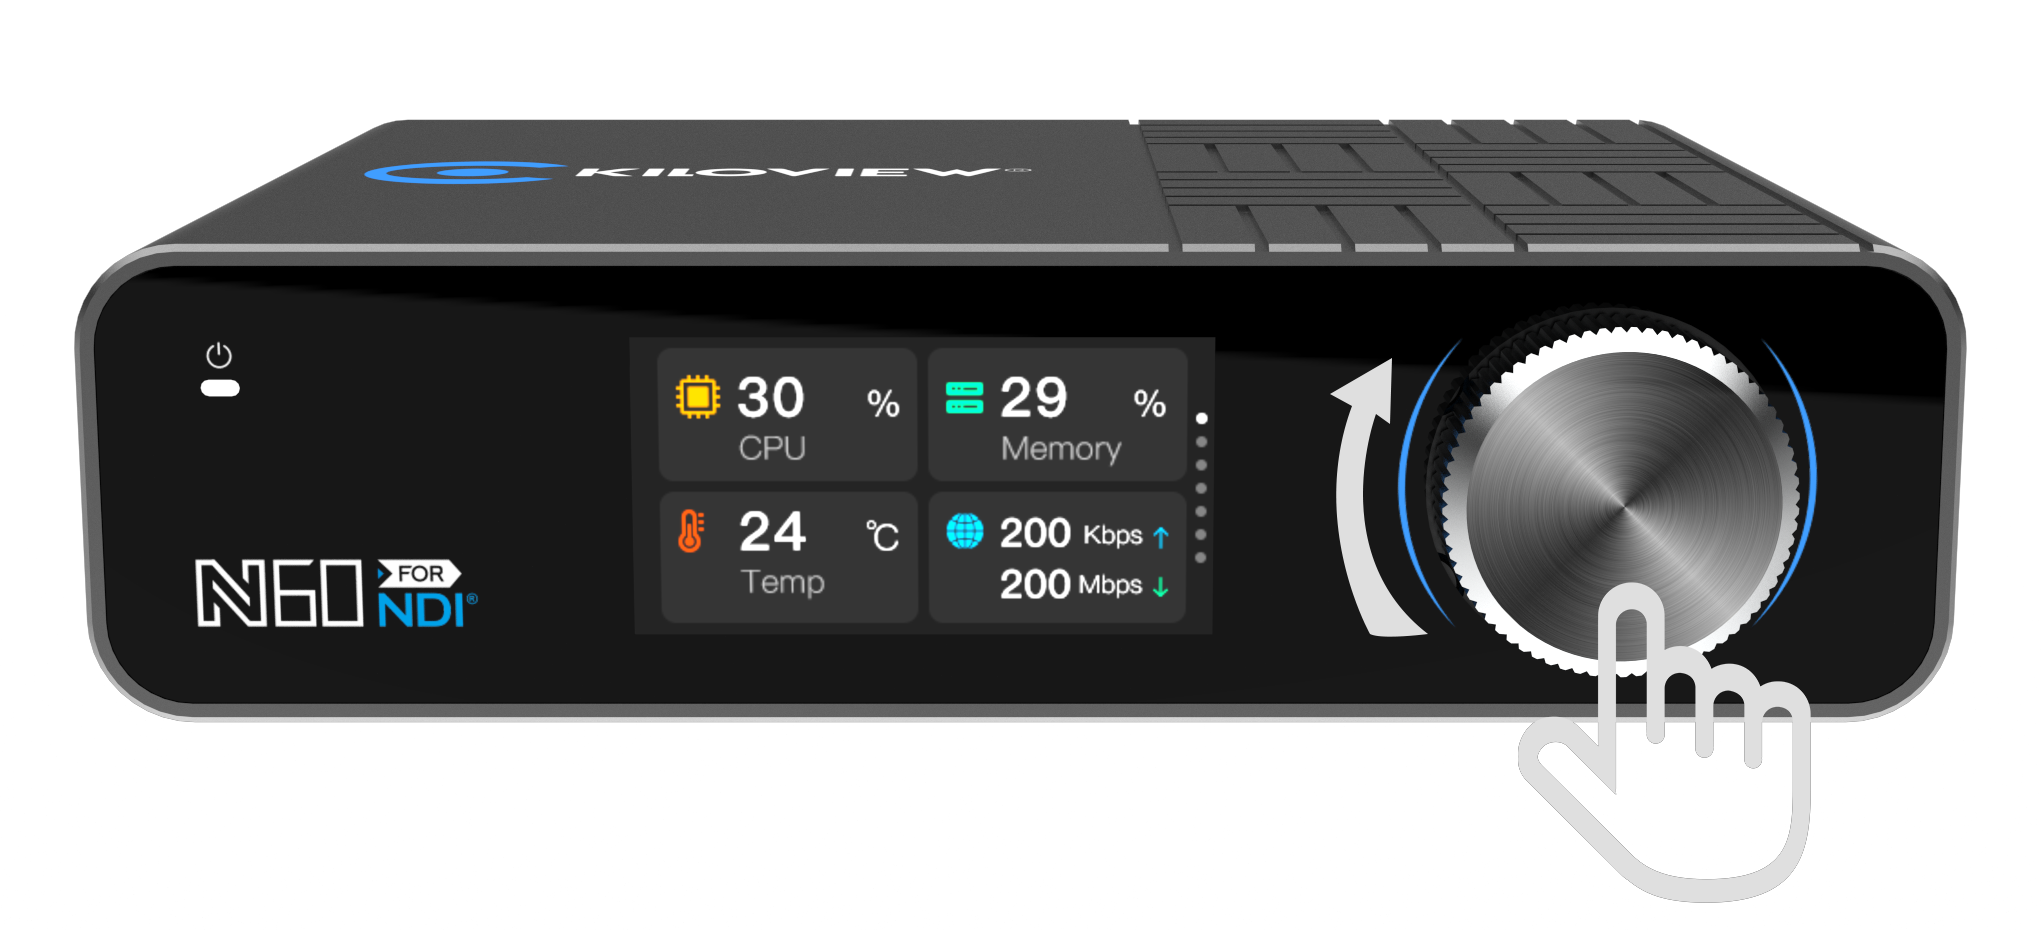 KILOVIEW®
30 %
CPU
29 %
Memory
24 ℃
Temp
200 Kbps ↑
200 Mbps ↓
N60 FOR
NDI®